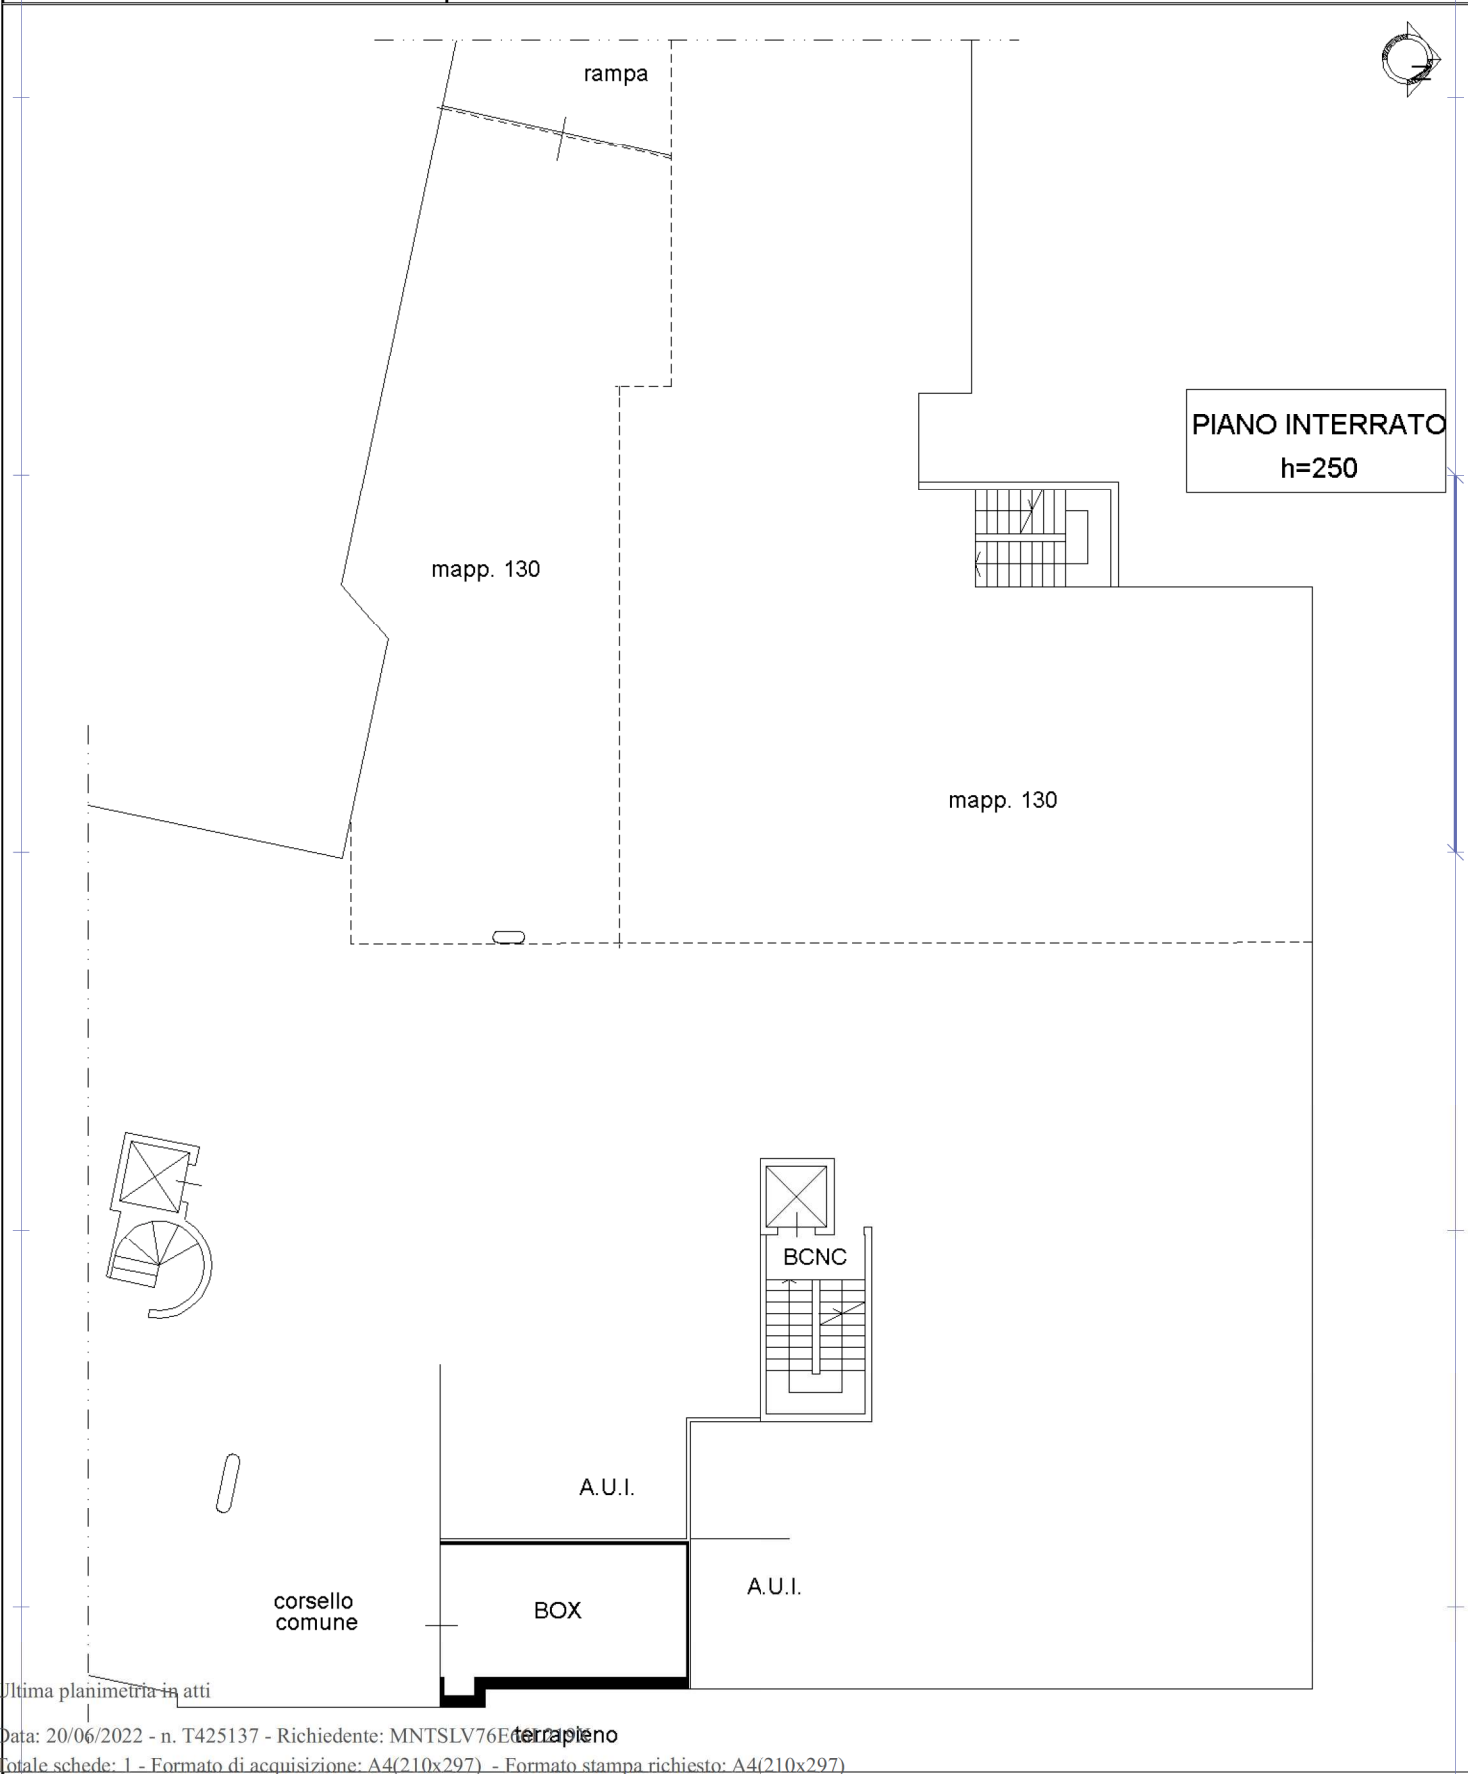 rampa
PIANO INTERRATO
h=250
mapp. 130
mapp. 130
BCNC
A.U.I.
A.U.I.
corsello
comune
BOX
Ultima planimetria in atti
terrapieno
Data: 20/06/2022 - n. T425137 - Richiedente:
Totale schede: 1 - Formato di acquisizione: A4(210x297) - Formato stampa richiesto: A4(210x297)